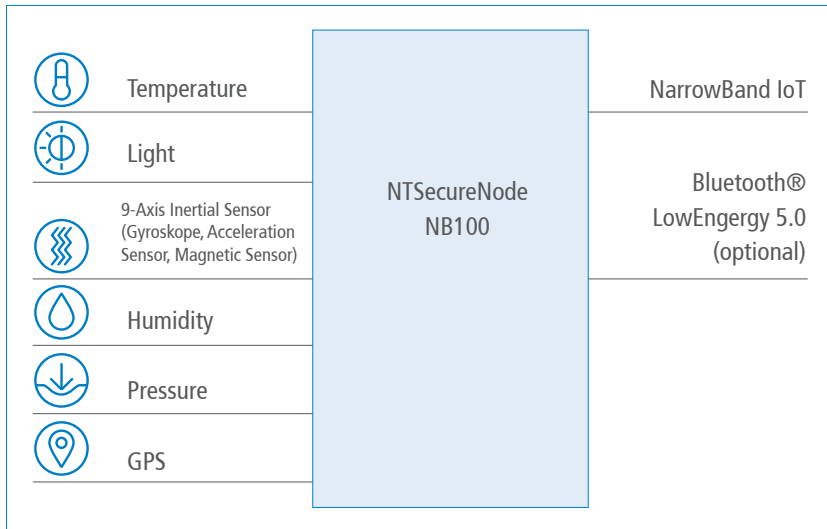 Temperature
Light
9-Axis Inertial Sensor
(Gyroskope, Acceleration
Sensor, Magnetic Sensor)
Humidity
Pressure
GPS
NTSecureNode
NB100
NarrowBand IoT
Bluetooth®
LowEngergy 5.0
(optional)